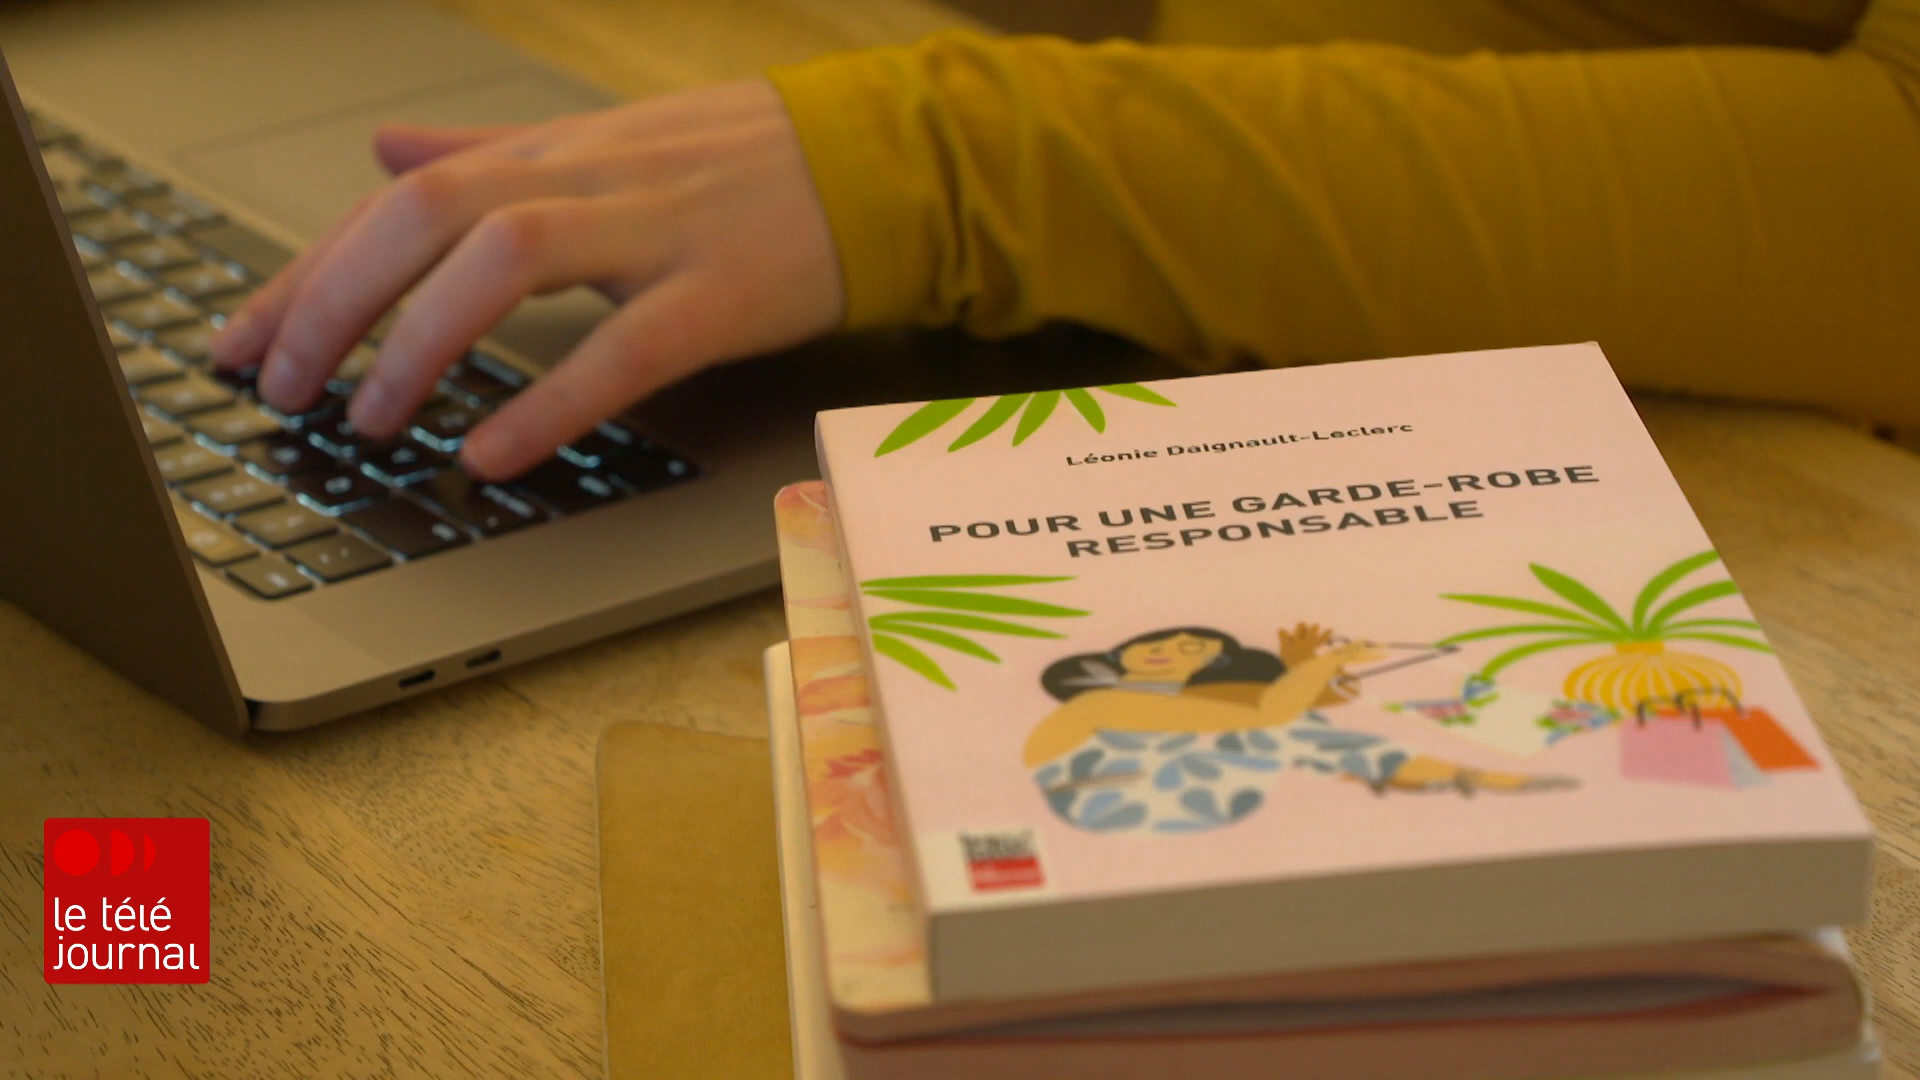 Léonie Daignault-Leclerc
POUR UNE GARDE-ROBE
RESPONSABLE
le télé
journal